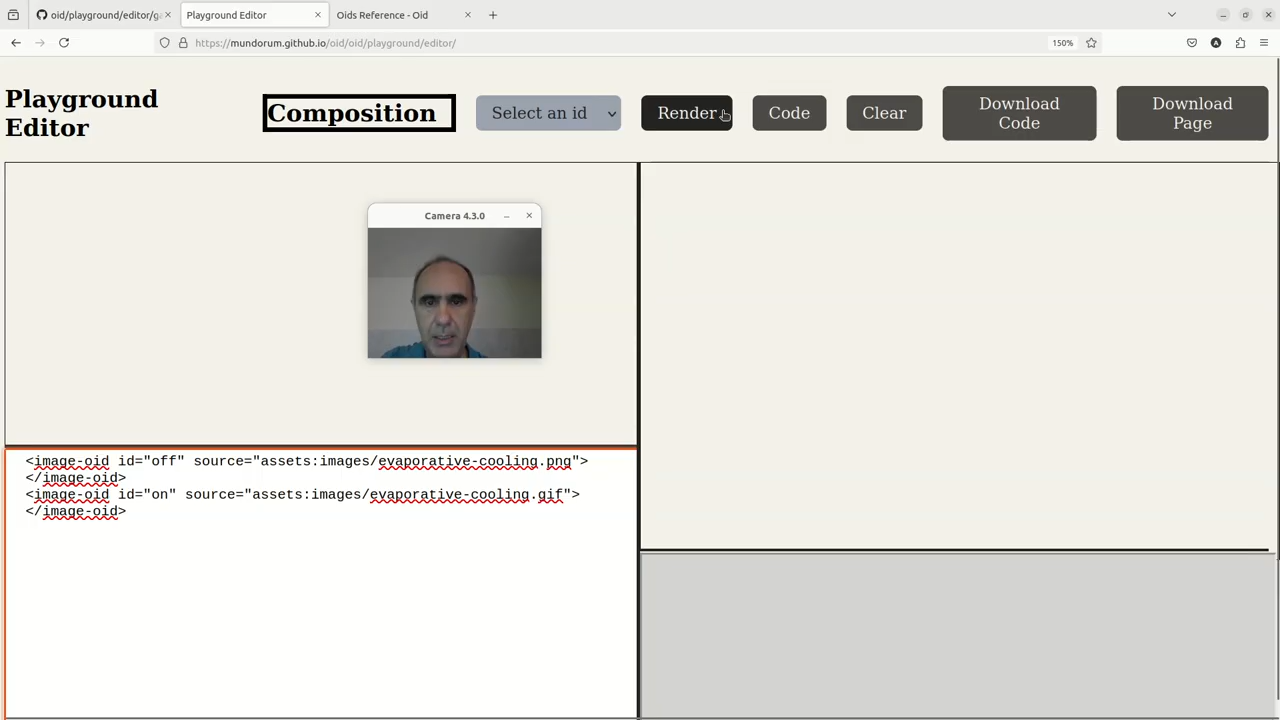 oid/playground/editor/ga
Playground Editor
Oids Reference - Oid
https://mundorum.github.io/oid/oid/playground/editor/
150%
Playground
Editor
Composition
Select an id
Render
Code
Clear
Download
Code
Download
Page
Camera 4.3.0
<image-oid id="off" source="assets:images/evaporative-cooling.png">
</image-oid>
<image-oid id="on" source="assets:images/evaporative-cooling.gif">
</image-oid>